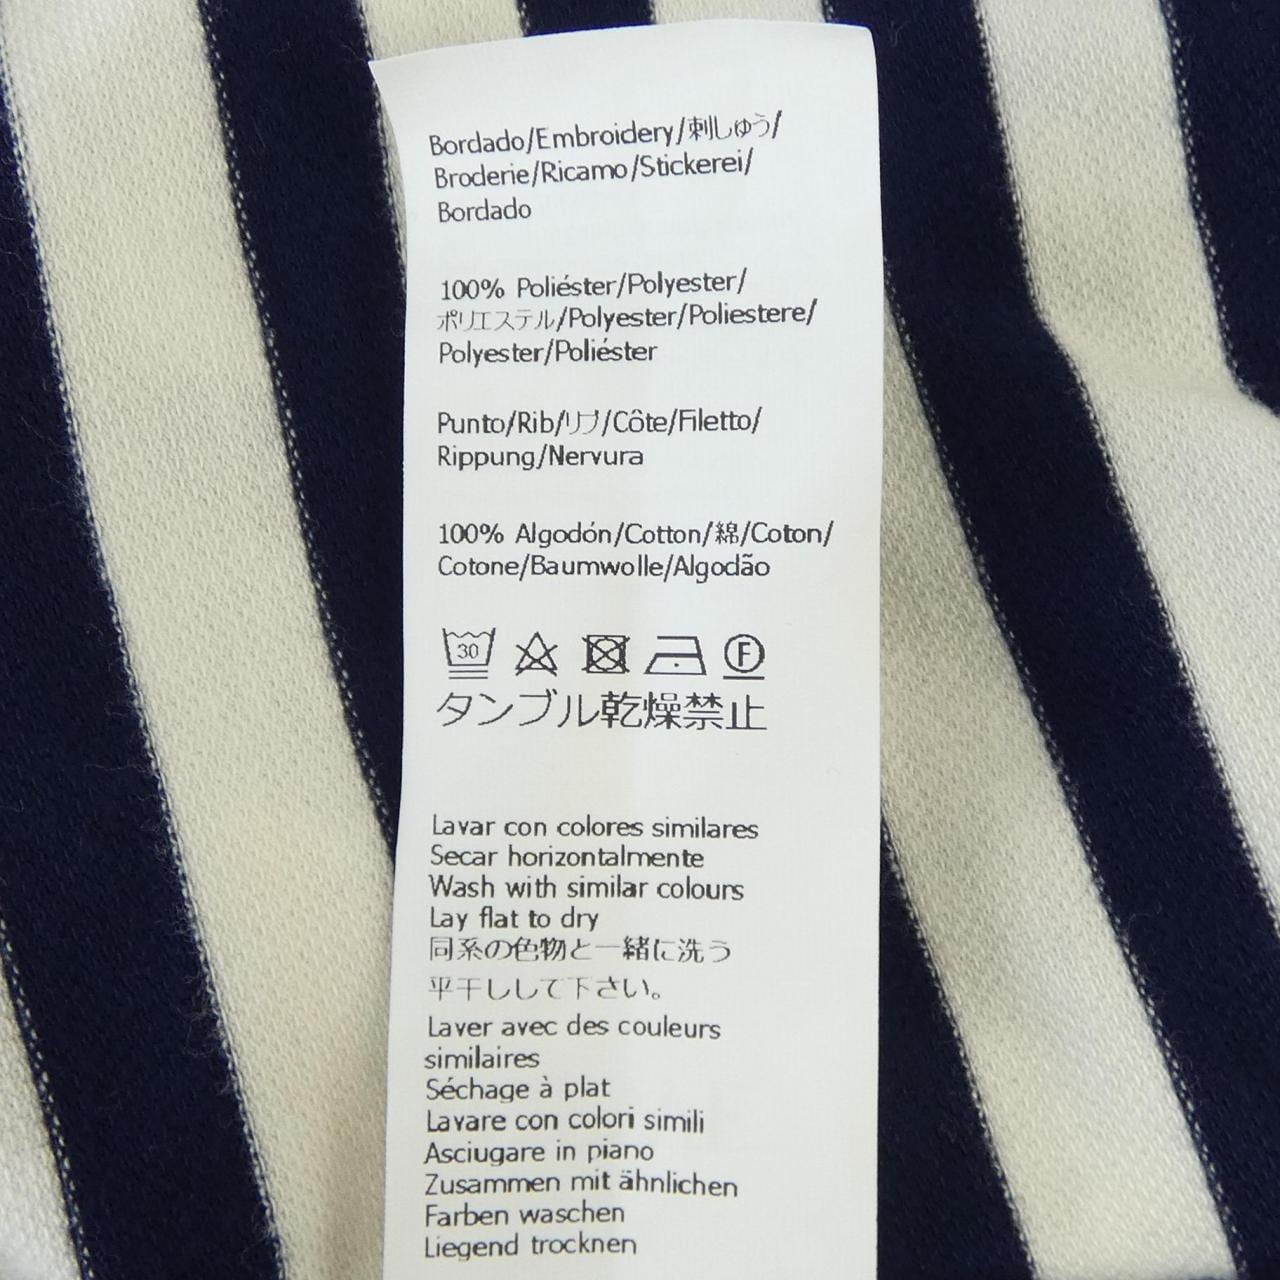 Bordado/Embroidery/刺しゅう/
Broderie/Ricamo/Stickerei/
Bordado
100% Poliéster/Polyester/
ポリエステル/Polyester/Poliestere/
Polyester/Poliéster
Punto/Rib/リブ/Côte/Filetto/
Rippung/Nervura
100% Algodón/Cotton/綿/Coton/
Cotone/Baumwolle/Algodão
30 F
タンブル乾燥禁止
Lavar con colores similares
Secar horizontalmente
Wash with similar colours
Lay flat to dry
同系の色物と一緒に洗う
平干しして下さい。
Laver avec des couleurs
similaires
Séchage à plat
Lavare con colori simili
Asciugare in piano
Zusammen mit ähnlichen
Farben waschen
Liegend trocknen